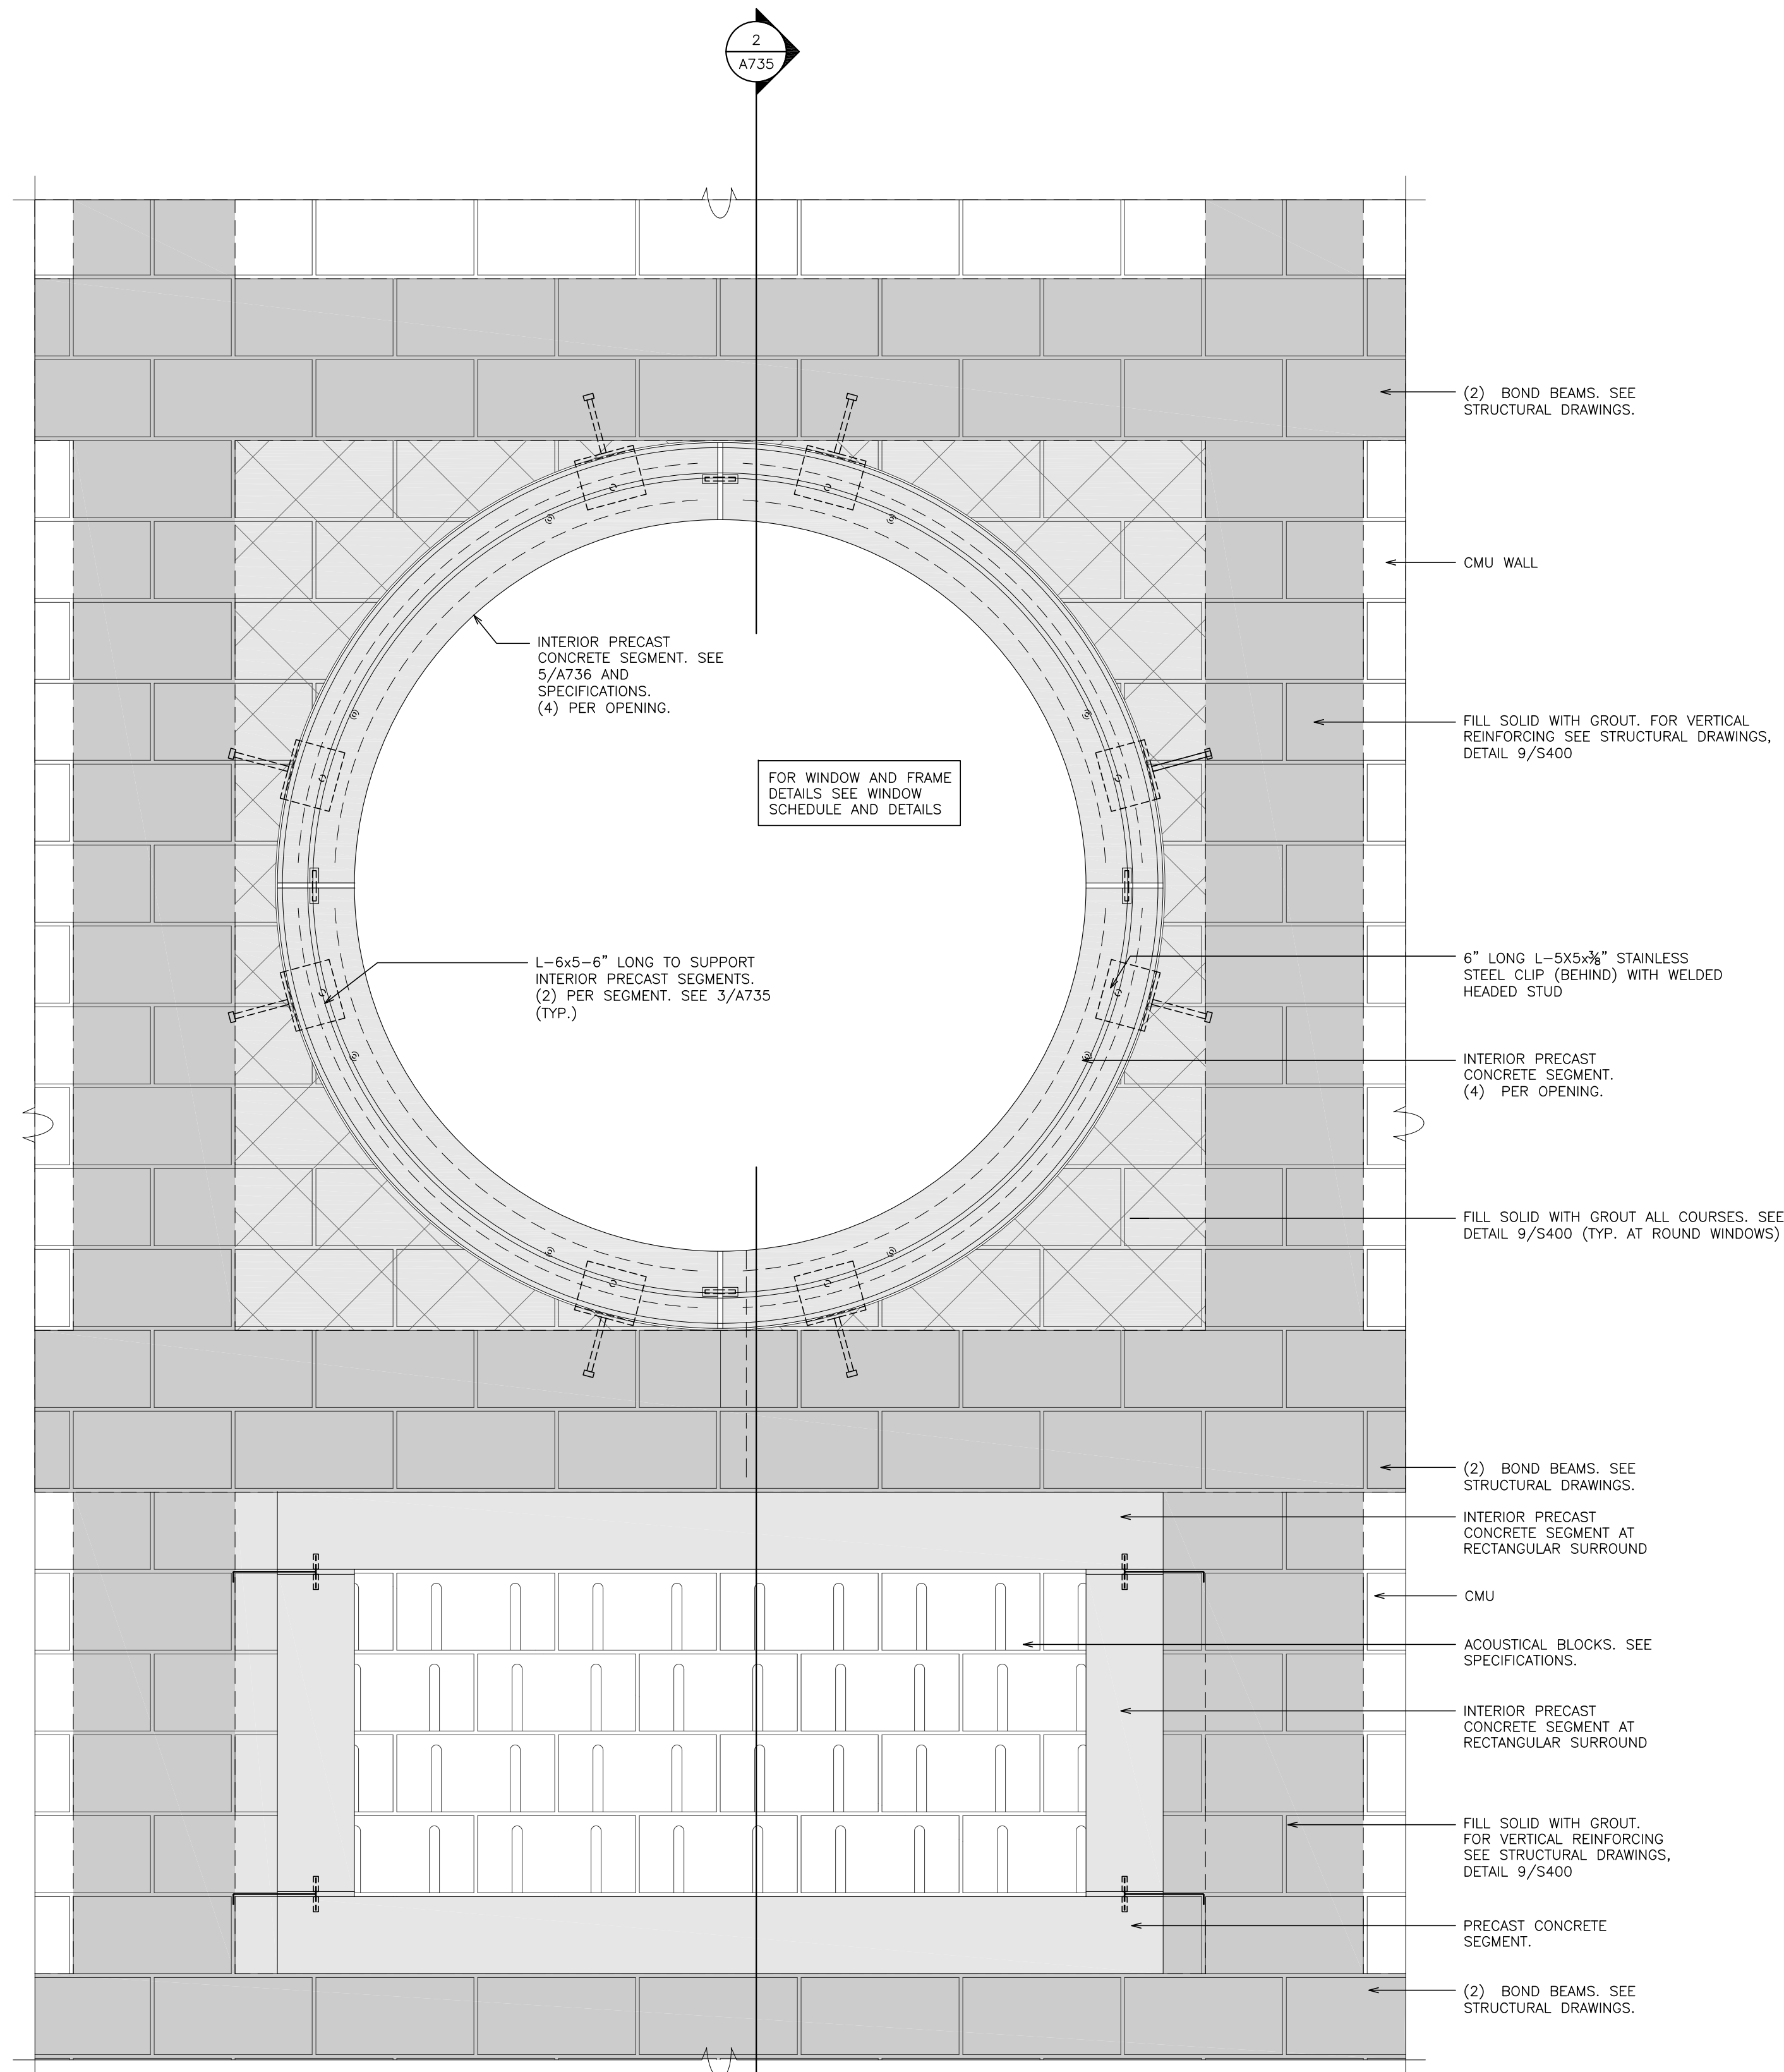 2
A735
(2) BOND BEAMS. SEE
STRUCTURAL DRAWINGS.
CMU WALL
INTERIOR PRECAST
CONCRETE SEGMENT. SEE
5/A736 AND
SPECIFICATIONS.
(4) PER OPENING.
FILL SOLID WITH GROUT. FOR VERTICAL
REINFORCING SEE STRUCTURAL DRAWINGS,
DETAIL 9/S400
FOR WINDOW AND FRAME
DETAILS SEE WINDOW
SCHEDULE AND DETAILS
L-6x5-6" LONG TO SUPPORT
INTERIOR PRECAST SEGMENTS.
(2) PER SEGMENT. SEE 3/A735
(TYP.)
6" LONG L-5X5x⅜" STAINLESS
STEEL CLIP (BEHIND) WITH WELDED
HEADED STUD
INTERIOR PRECAST
CONCRETE SEGMENT.
(4) PER OPENING.
FILL SOLID WITH GROUT ALL COURSES. SEE
DETAIL 9/S400 (TYP. AT ROUND WINDOWS)
(2) BOND BEAMS. SEE
STRUCTURAL DRAWINGS.
INTERIOR PRECAST
CONCRETE SEGMENT AT
RECTANGULAR SURROUND
CMU
ACOUSTICAL BLOCKS. SEE
SPECIFICATIONS.
INTERIOR PRECAST
CONCRETE SEGMENT AT
RECTANGULAR SURROUND
FILL SOLID WITH GROUT.
FOR VERTICAL REINFORCING
SEE STRUCTURAL DRAWINGS,
DETAIL 9/S400
PRECAST CONCRETE
SEGMENT.
(2) BOND BEAMS. SEE
STRUCTURAL DRAWINGS.